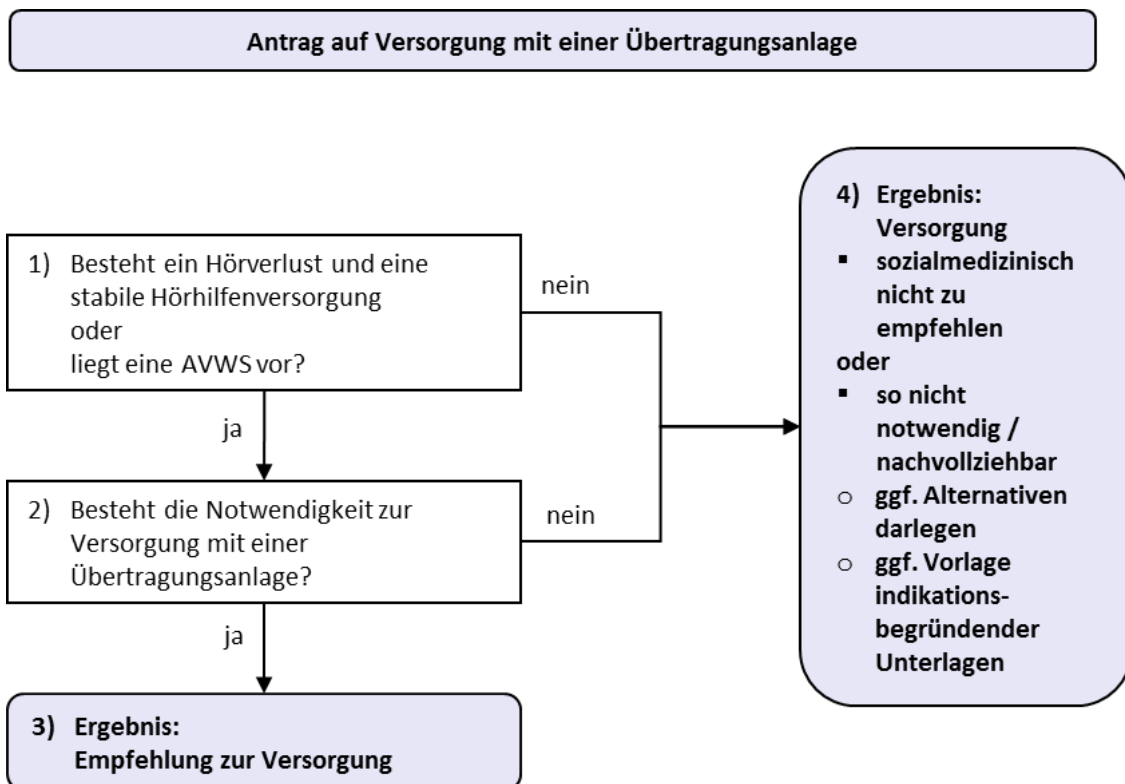 Antrag auf Versorgung mit einer Übertragungsanlage
1) Besteht ein Hörverlust und eine
stabile Hörhilfenversorgung
oder
liegt eine AVWS vor?
nein
ja
2) Besteht die Notwendigkeit zur
Versorgung mit einer
Übertragungsanlage?
nein
ja
3) Ergebnis:
Empfehlung zur Versorgung
4) Ergebnis:
Versorgung
▪ sozialmedizinisch
nicht zu
empfehlen
oder
▪ so nicht
notwendig /
nachvollziehbar
o ggf. Alternativen
darlegen
o ggf. Vorlage
indikations-
begründender
Unterlagen